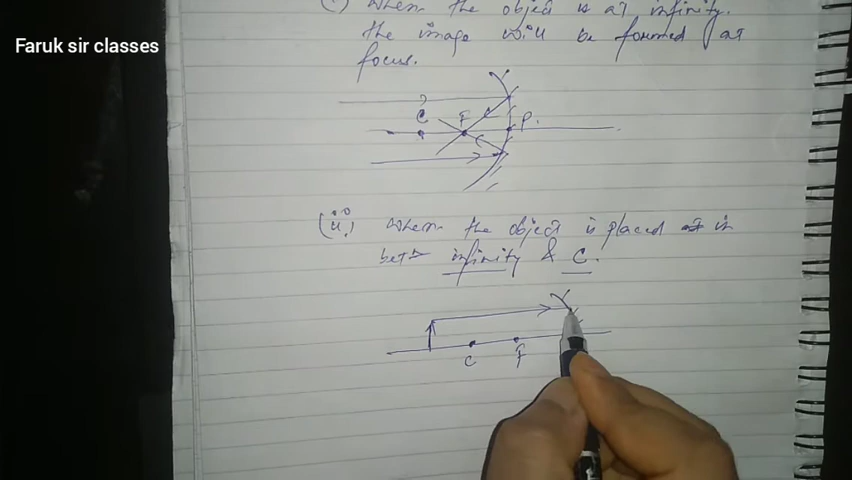 Faruk sir classes
(i) When the object is at infinity.
the image will be formed at
focus.
C F P.
(ii) When the object is placed at in
betⁿ infinity & C.
C F